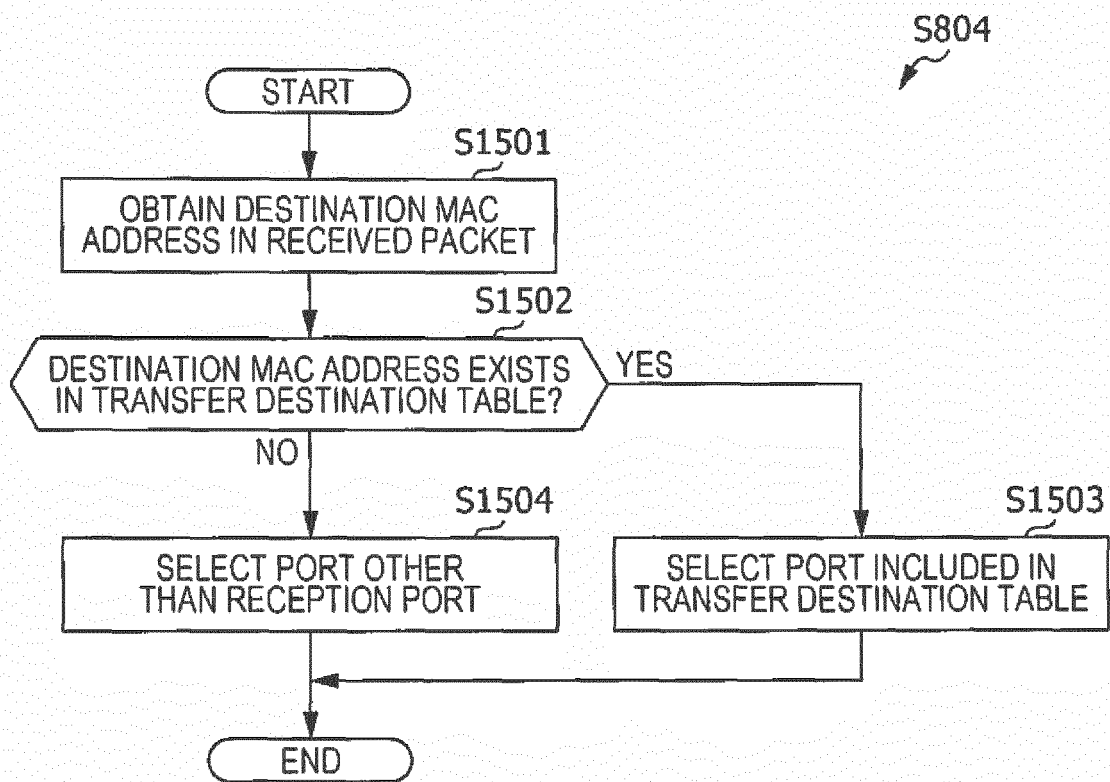 S804
START
S1501
OBTAIN DESTINATION MAC
ADDRESS IN RECEIVED PACKET
S1502
DESTINATION MAC ADDRESS EXISTS
IN TRANSFER DESTINATION TABLE?
YES
NO
S1504
SELECT PORT OTHER
THAN RECEPTION PORT
S1503
SELECT PORT INCLUDED IN
TRANSFER DESTINATION TABLE
END